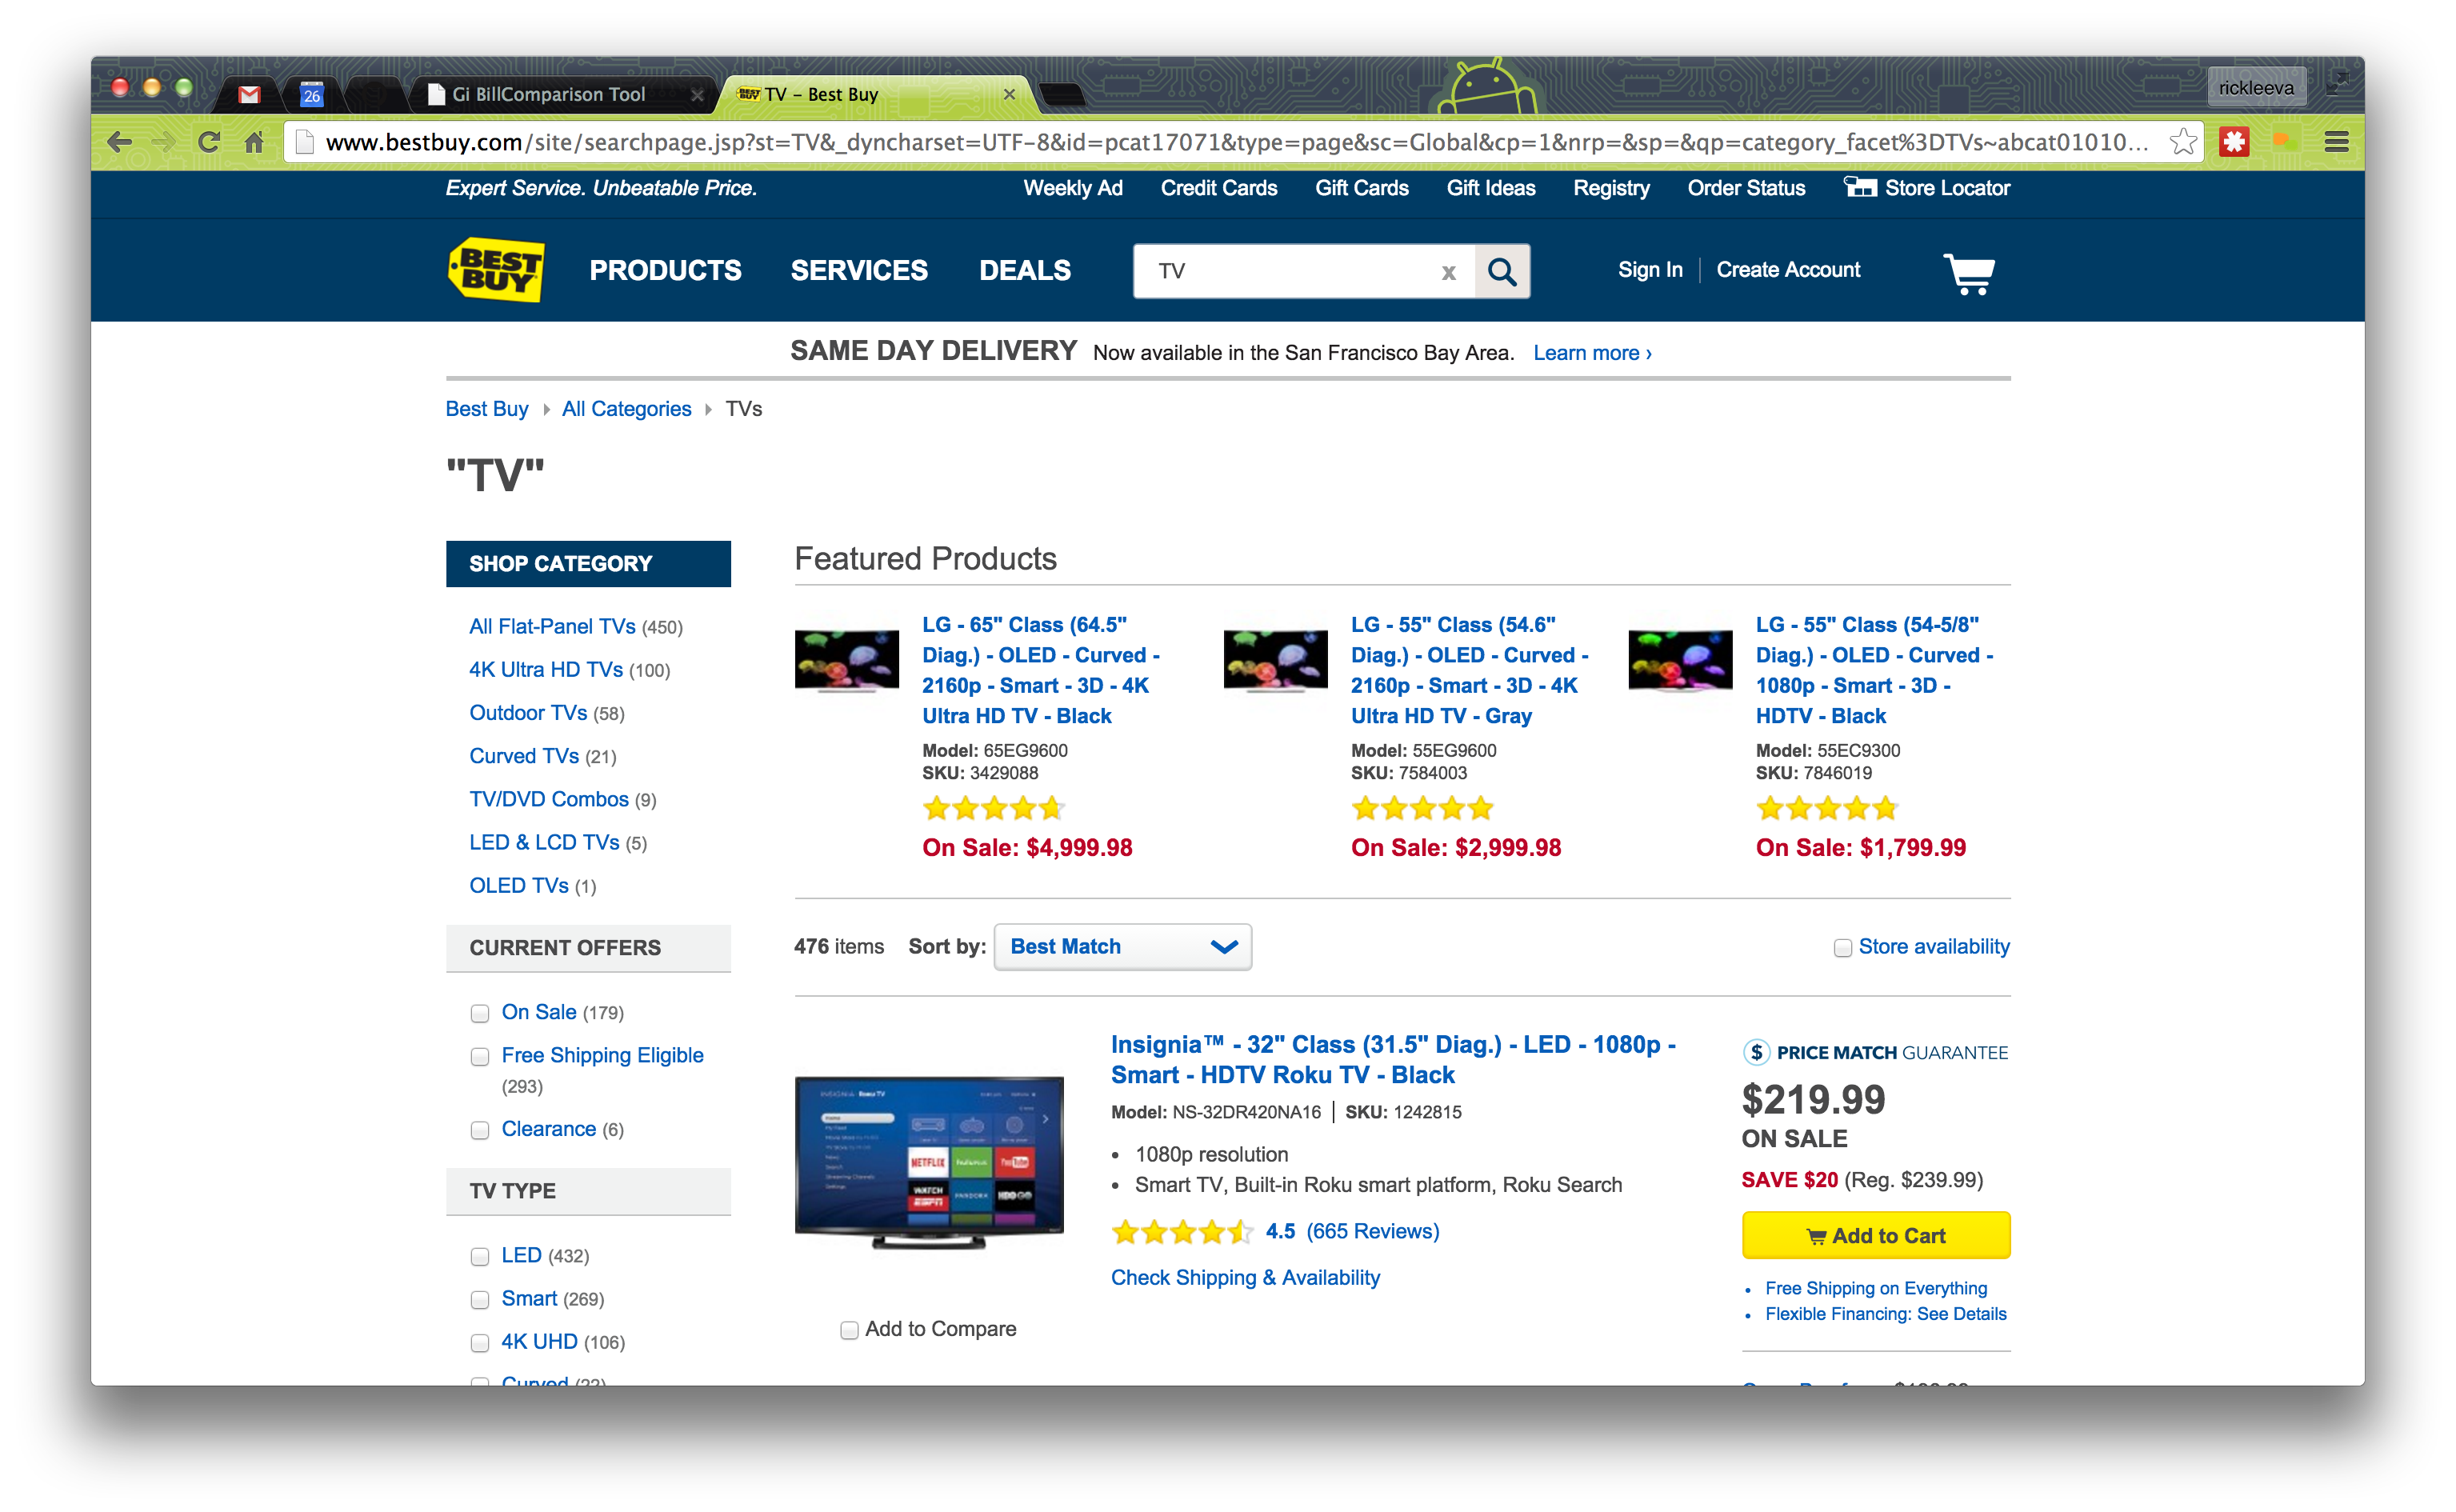 26
Gi BillComparison Tool
TV – Best Buy
rickleeva
www.bestbuy.com/site/searchpage.jsp?st=TV&_dyncharset=UTF-8&id=pcat17071&type=page&sc=Global&cp=1&nrp=&sp=&qp=category_facet%3DTVs~abcat01010...
Expert Service. Unbeatable Price.
Weekly Ad Credit Cards Gift Cards Gift Ideas Registry Order Status Store Locator
BEST BUY
PRODUCTS SERVICES DEALS
TV x
Sign In | Create Account
SAME DAY DELIVERY Now available in the San Francisco Bay Area. Learn more ›
Best Buy All Categories TVs
"TV"
SHOP CATEGORY
All Flat-Panel TVs (450)
4K Ultra HD TVs (100)
Outdoor TVs (58)
Curved TVs (21)
TV/DVD Combos (9)
LED & LCD TVs (5)
OLED TVs (1)
CURRENT OFFERS
On Sale (179)
Free Shipping Eligible
(293)
Clearance (6)
TV TYPE
LED (432)
Smart (269)
4K UHD (106)
Curved (22)
Featured Products
LG - 65" Class (64.5"
Diag.) - OLED - Curved -
2160p - Smart - 3D - 4K
Ultra HD TV - Black
Model: 65EG9600
SKU: 3429088
On Sale: $4,999.98
LG - 55" Class (54.6"
Diag.) - OLED - Curved -
2160p - Smart - 3D - 4K
Ultra HD TV - Gray
Model: 55EG9600
SKU: 7584003
On Sale: $2,999.98
LG - 55" Class (54-5/8"
Diag.) - OLED - Curved -
1080p - Smart - 3D -
HDTV - Black
Model: 55EC9300
SKU: 7846019
On Sale: $1,799.99
476 items Sort by: Best Match
Store availability
NETFLIX hulu YouTube
WATCH ESPN PANDORA HBO GO
Add to Compare
Insignia™ - 32" Class (31.5" Diag.) - LED - 1080p -
Smart - HDTV Roku TV - Black
Model: NS-32DR420NA16 | SKU: 1242815
• 1080p resolution
• Smart TV, Built-in Roku smart platform, Roku Search
4.5 (665 Reviews)
Check Shipping & Availability
$ PRICE MATCH GUARANTEE
$219.99
ON SALE
SAVE $20 (Reg. $239.99)
Add to Cart
• Free Shipping on Everything
• Flexible Financing: See Details